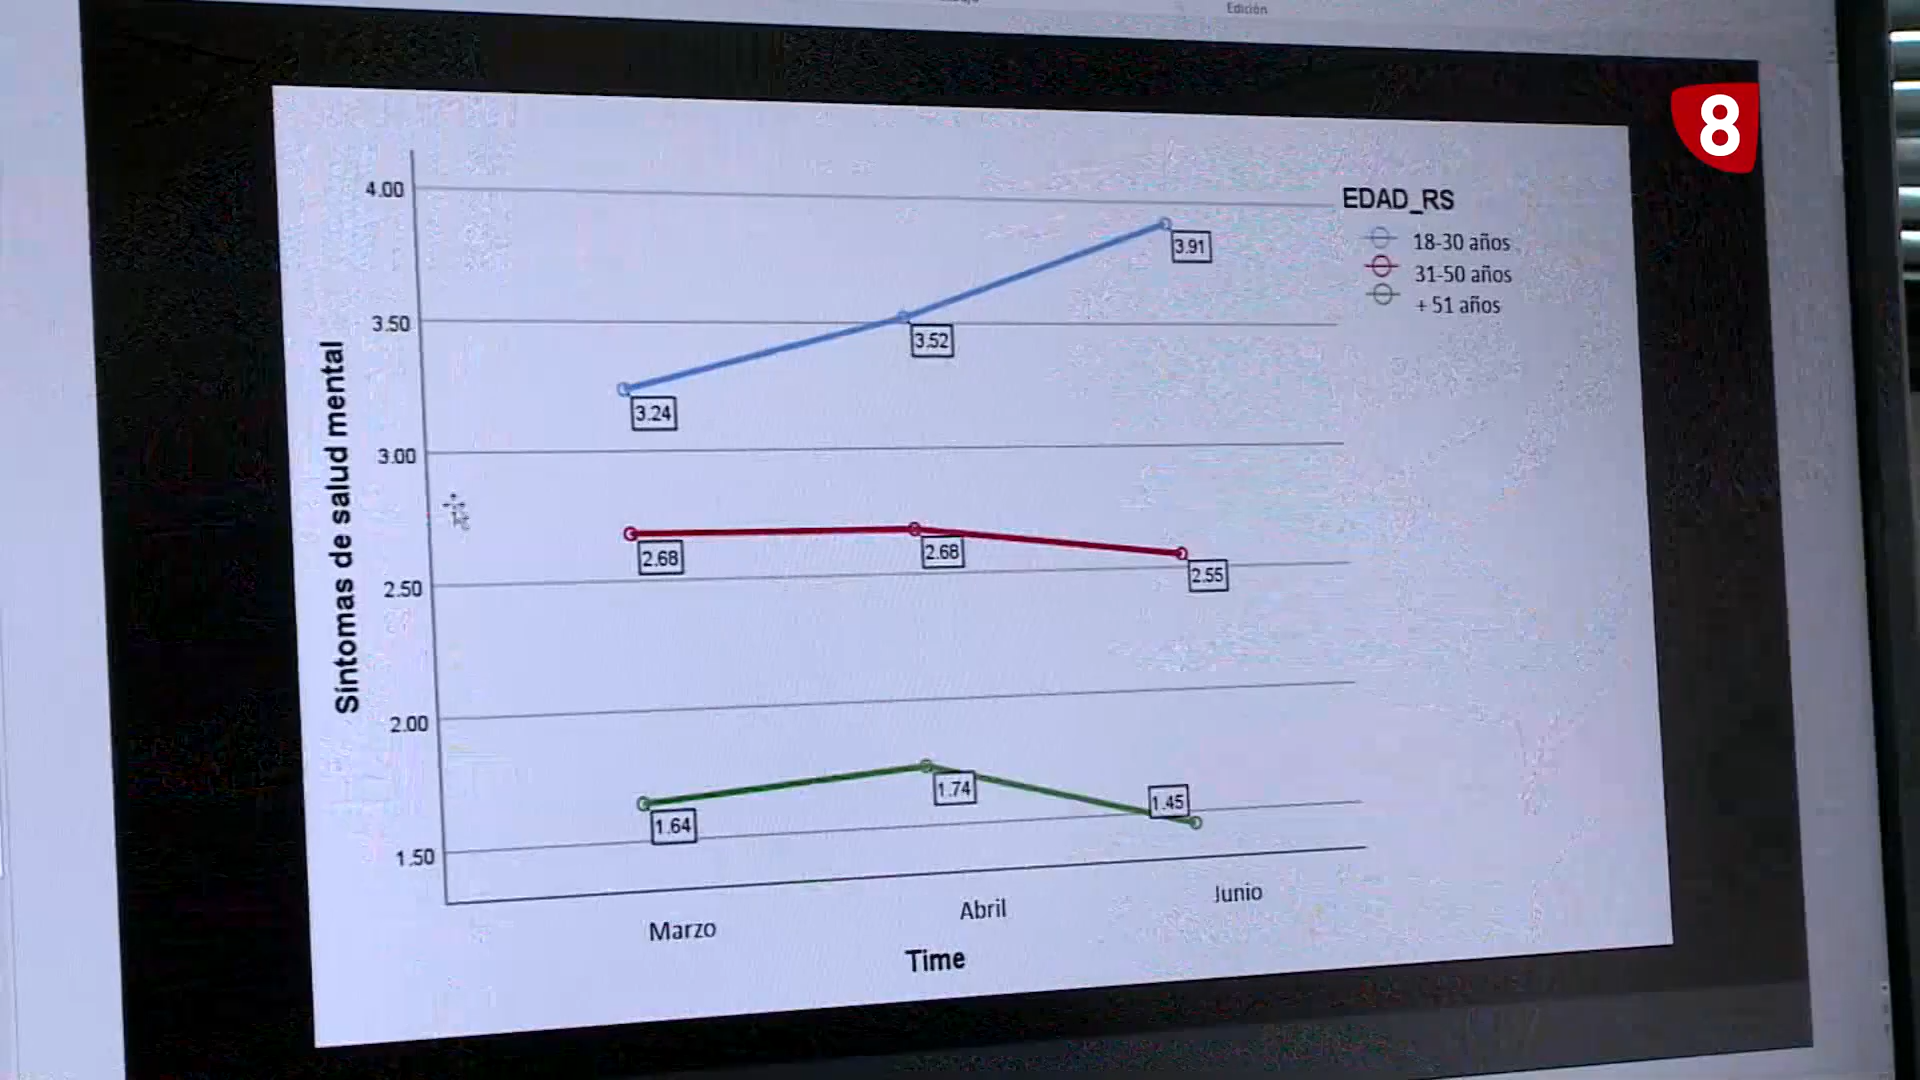 Edición
8
4.00
3.50
3.00
2.50
2.00
1.50
Síntomas de salud mental
3.24
3.52
3.91
2.68
2.68
2.55
1.64
1.74
1.45
EDAD_RS
18-30 años
31-50 años
+ 51 años
Marzo
Abril
Junio
Time